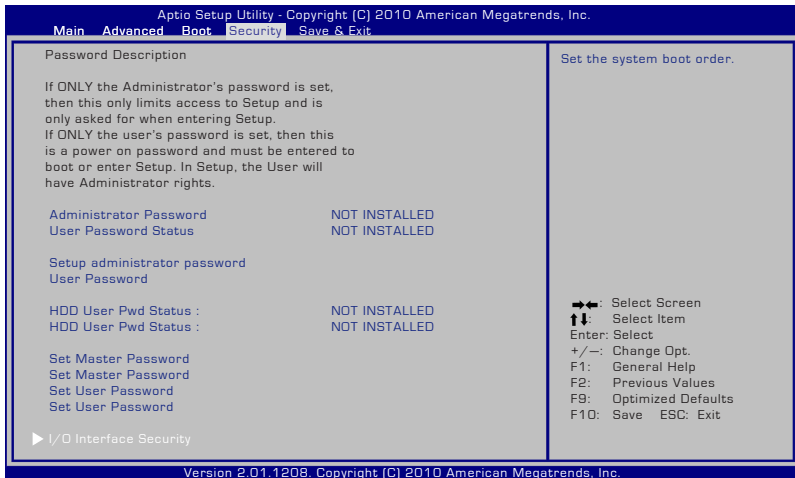 Aptio Setup Utility - Copyright (C) 2010 American Megatrends, Inc.
Main Advanced Boot Security Save & Exit
Password Description
If ONLY the Administrator's password is set,
then this only limits access to Setup and is
only asked for when entering Setup.
If ONLY the user's password is set, then this
is a power on password and must be entered to
boot or enter Setup. In Setup, the User will
have Administrator rights.
Administrator Password NOT INSTALLED
User Password Status NOT INSTALLED
Setup administrator password
User Password
HDD User Pwd Status : NOT INSTALLED
HDD User Pwd Status : NOT INSTALLED
Set Master Password
Set Master Password
Set User Password
Set User Password
▶ I/O Interface Security
Set the system boot order.
→←: Select Screen
↑↓: Select Item
Enter: Select
+/—: Change Opt.
F1: General Help
F2: Previous Values
F9: Optimized Defaults
F10: Save ESC: Exit
Version 2.01.1208. Copyright (C) 2010 American Megatrends, Inc.